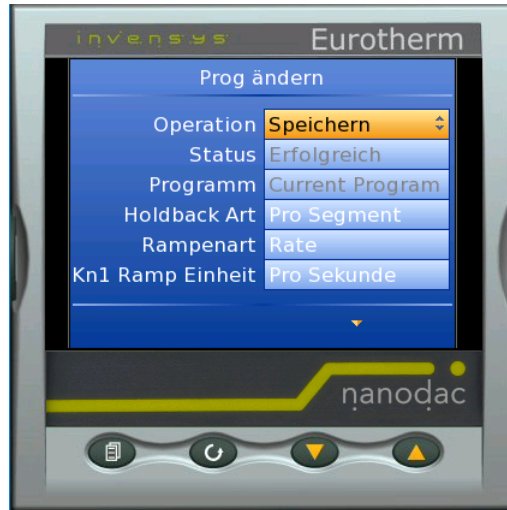 invensys
Eurotherm
Prog ändern
Operation Speichern
Status Erfolgreich
Programm Current Program
Holdback Art Pro Segment
Rampenart Rate
Kn1 Ramp Einheit Pro Sekunde
nanodac